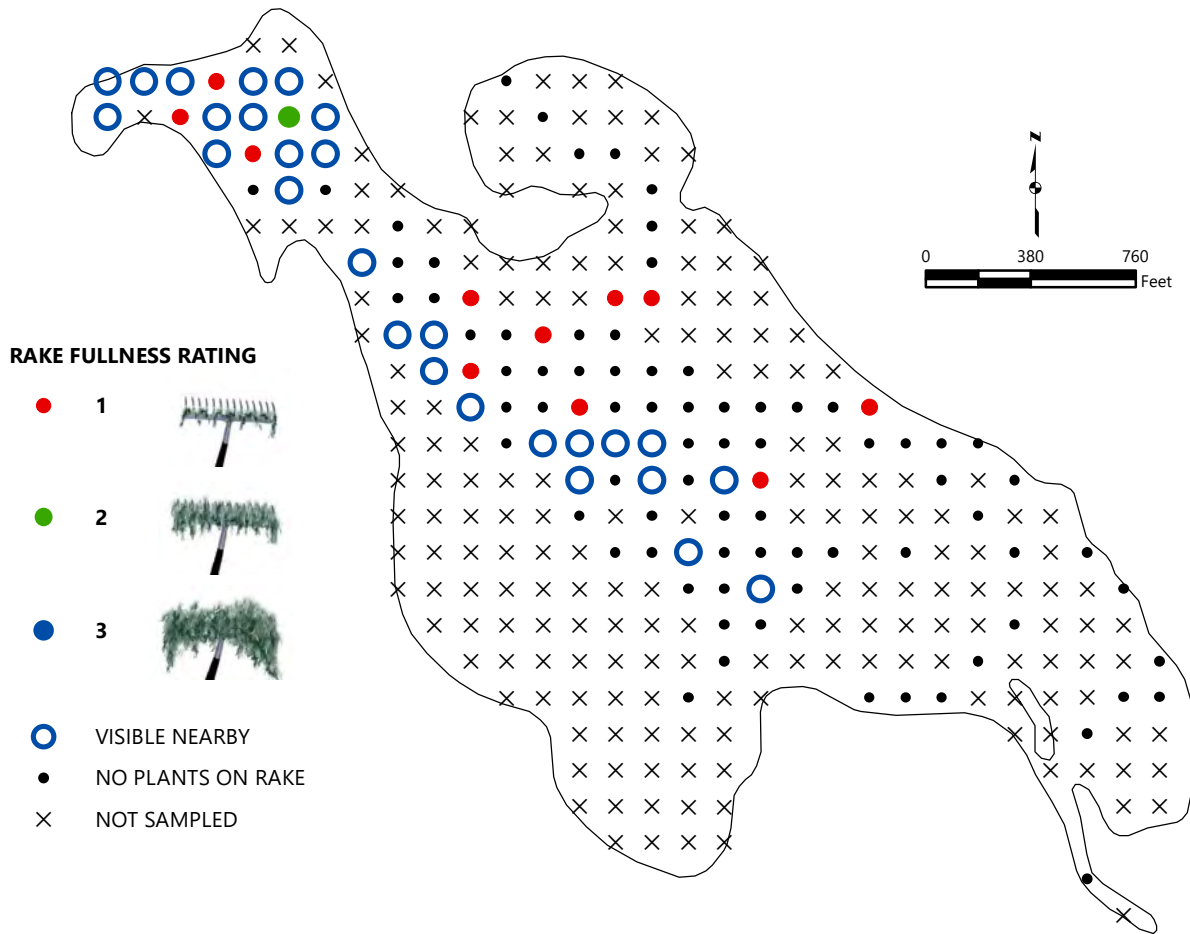 N
0 380 760
Feet
RAKE FULLNESS RATING
1
2
3
VISIBLE NEARBY
NO PLANTS ON RAKE
NOT SAMPLED